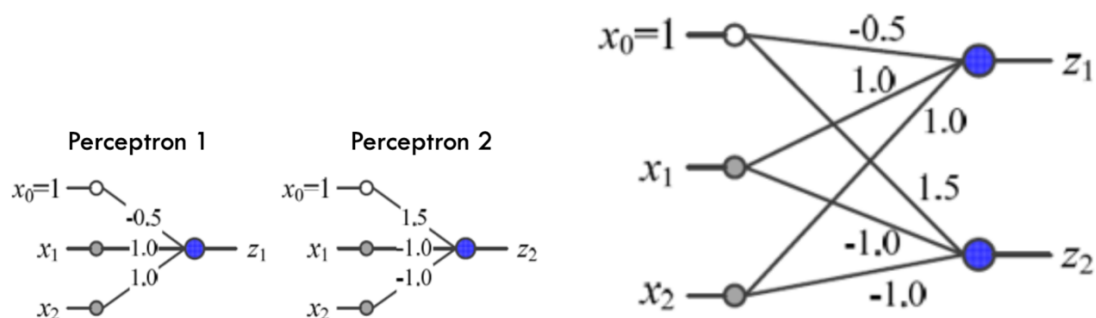 Perceptron 1
x₀=1
-0.5
x₁
1.0
z₁
1.0
x₂
Perceptron 2
x₀=1
1.5
x₁
-1.0
z₂
-1.0
x₂
x₀=1
-0.5
z₁
1.0
1.0
x₁
1.5
-1.0
z₂
x₂
-1.0